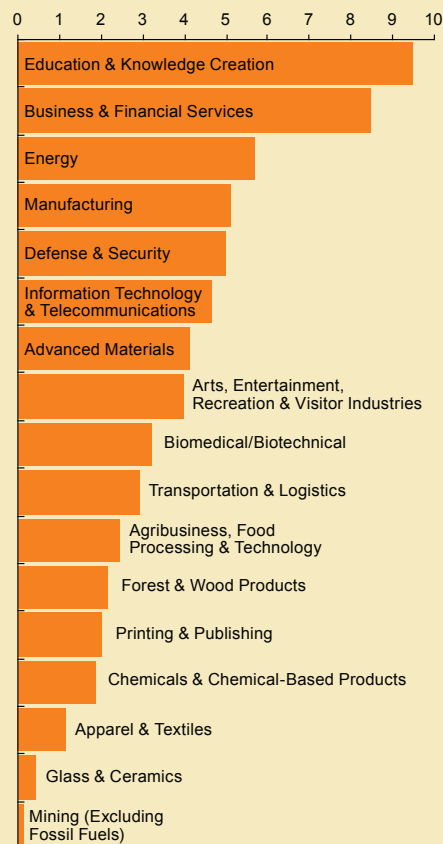 0 1 2 3 4 5 6 7 8 9 10
Education & Knowledge Creation
Business & Financial Services
Energy
Manufacturing
Defense & Security
Information Technology
& Telecommunications
Advanced Materials
Arts, Entertainment,
Recreation & Visitor Industries
Biomedical/Biotechnical
Transportation & Logistics
Agribusiness, Food
Processing & Technology
Forest & Wood Products
Printing & Publishing
Chemicals & Chemical-Based Products
Apparel & Textiles
Glass & Ceramics
Mining (Excluding
Fossil Fuels)